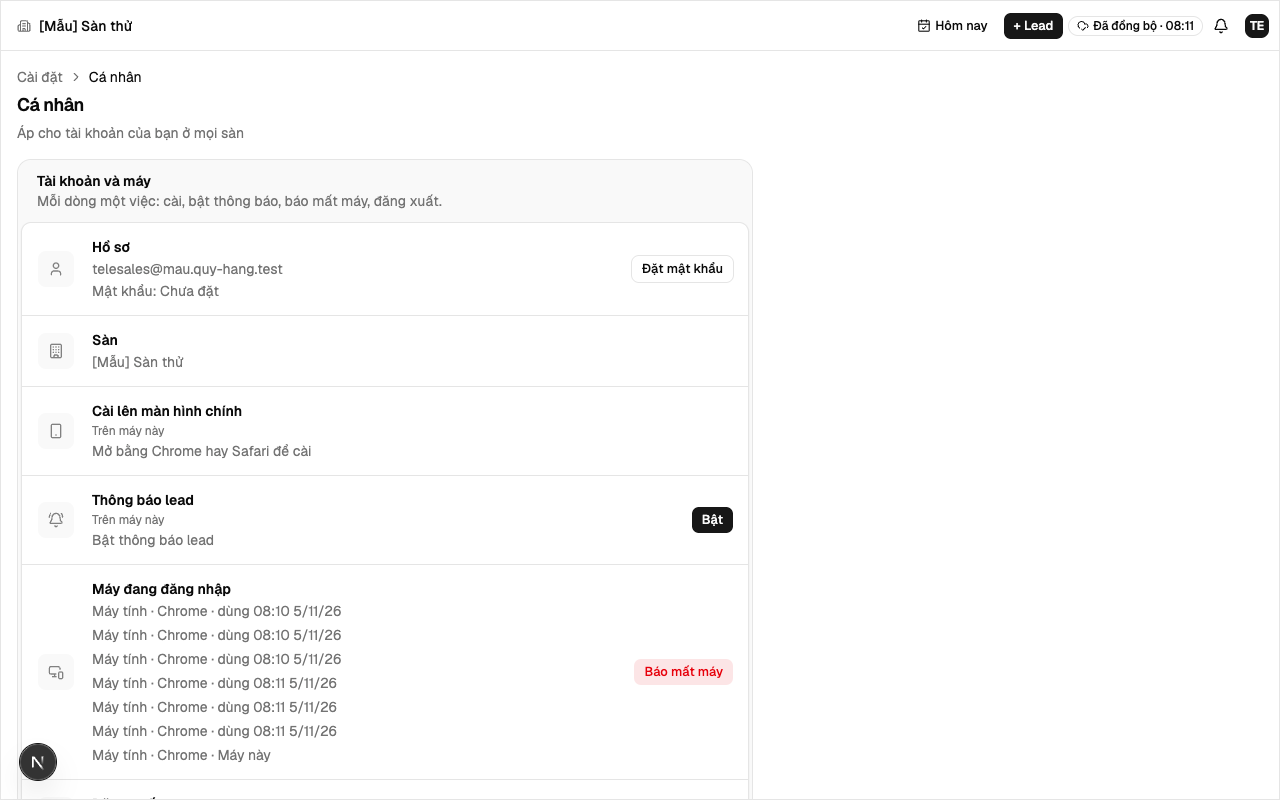 [Mẫu] Sàn thử
Hôm nay
+ Lead
Đã đồng bộ · 08:11
TE
Cài đặt > Cá nhân
Cá nhân
Áp cho tài khoản của bạn ở mọi sàn
Tài khoản và máy
Mỗi dòng một việc: cài, bật thông báo, báo mất máy, đăng xuất.
Hồ sơ
telesales@mau.quy-hang.test
Mật khẩu: Chưa đặt
Đặt mật khẩu
Sàn
[Mẫu] Sàn thử
Cài lên màn hình chính
Trên máy này
Mở bằng Chrome hay Safari để cài
Thông báo lead
Trên máy này
Bật thông báo lead
Bật
Máy đang đăng nhập
Máy tính · Chrome · dùng 08:10 5/11/26
Máy tính · Chrome · dùng 08:10 5/11/26
Máy tính · Chrome · dùng 08:10 5/11/26
Máy tính · Chrome · dùng 08:11 5/11/26
Máy tính · Chrome · dùng 08:11 5/11/26
Máy tính · Chrome · dùng 08:11 5/11/26
Máy tính · Chrome · Máy này
Báo mất máy
N